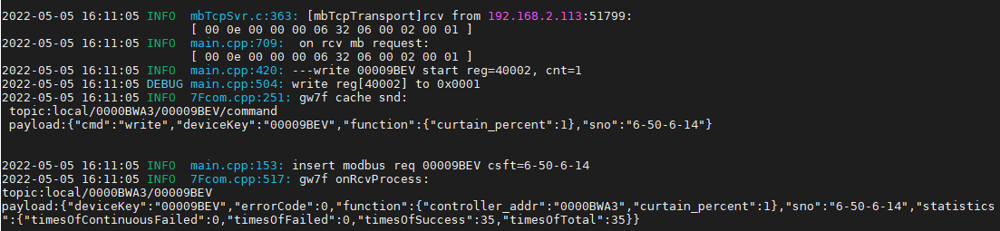 2022-05-05 16:11:05 INFO  mbTcpSvr.c:363: [mbTcpTransport]rcv from 192.168.2.113:51799:
[ 00 0e 00 00 00 06 32 06 00 02 00 01 ]
2022-05-05 16:11:05 INFO  main.cpp:709:  on rcv mb request:
[ 00 0e 00 00 00 06 32 06 00 02 00 01 ]
2022-05-05 16:11:05 INFO  main.cpp:420: ---write 00009BEV start reg=40002, cnt=1
2022-05-05 16:11:05 DEBUG main.cpp:504: write reg[40002] to 0x0001
2022-05-05 16:11:05 INFO  7Fcom.cpp:251: gw7f cache snd:
topic:local/0000BWA3/00009BEV/command
payload:{"cmd":"write","deviceKey":"00009BEV","function":{"curtain_percent":1},"sno":"6-50-6-14"}
2022-05-05 16:11:05 INFO  main.cpp:153: insert modbus req 00009BEV csft=6-50-6-14
2022-05-05 16:11:05 INFO  7Fcom.cpp:517: gw7f onRcvProcess:
topic:local/0000BWA3/00009BEV
payload:{"deviceKey":"00009BEV","errorCode":0,"function":{"controller_addr":"0000BWA3","curtain_percent":1},"sno":"6-50-6-14","statistics
":{"timesOfContinuousFailed":0,"timesOfFailed":0,"timesOfSuccess":35,"timesOfTotal":35}}